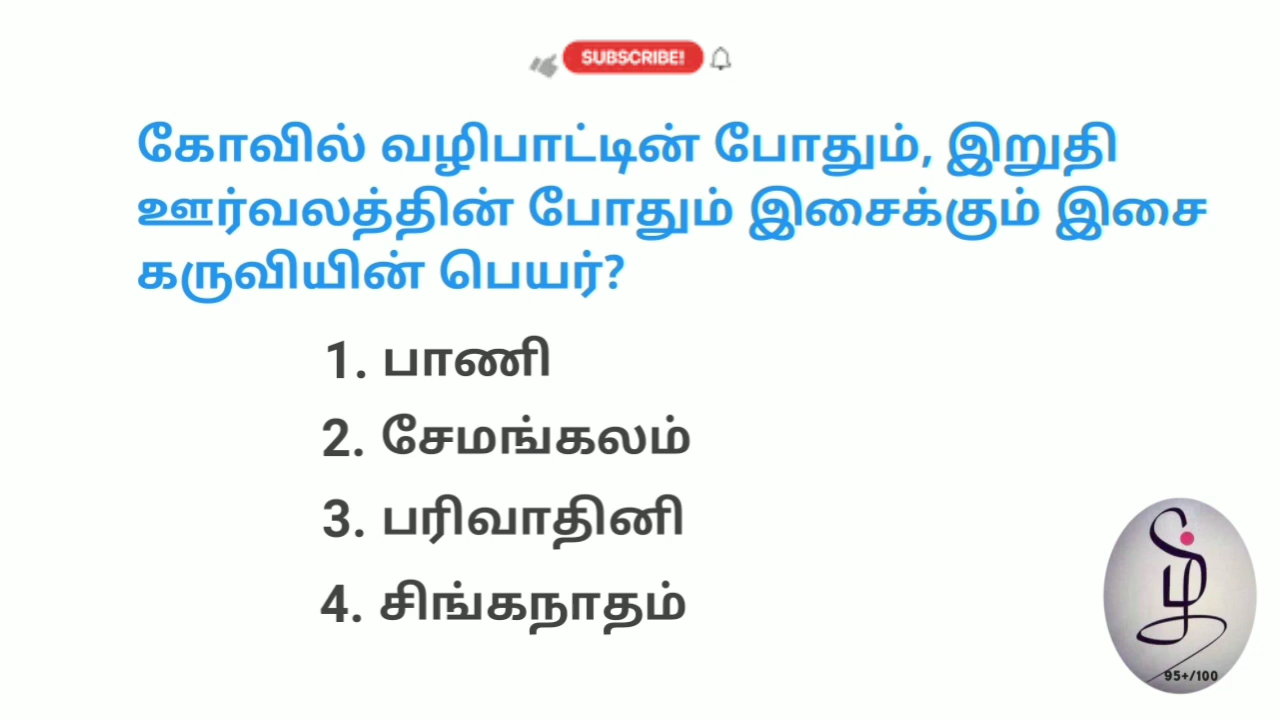 SUBSCRIBE!
கோவில் வழிபாட்டின் போதும், இறுதி
ஊர்வலத்தின் போதும் இசைக்கும் இசை
கருவியின் பெயர்?
1. பாணி
2. சேமங்கலம்
3. பரிவாதினி
4. சிங்கநாதம்
ழி
95+/100